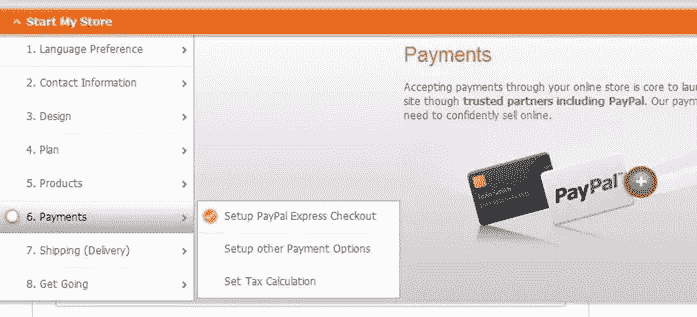 Start My Store
1. Language Preference
2. Contact Information
3. Design
4. Plan
5. Products
6. Payments
7. Shipping (Delivery)
8. Get Going
Setup PayPal Express Checkout
Setup other Payment Options
Set Tax Calculation
Payments
Accepting payments through your online store is core to lau
site though trusted partners including PayPal. Our paym
need to confidently sell online.
PayPal™